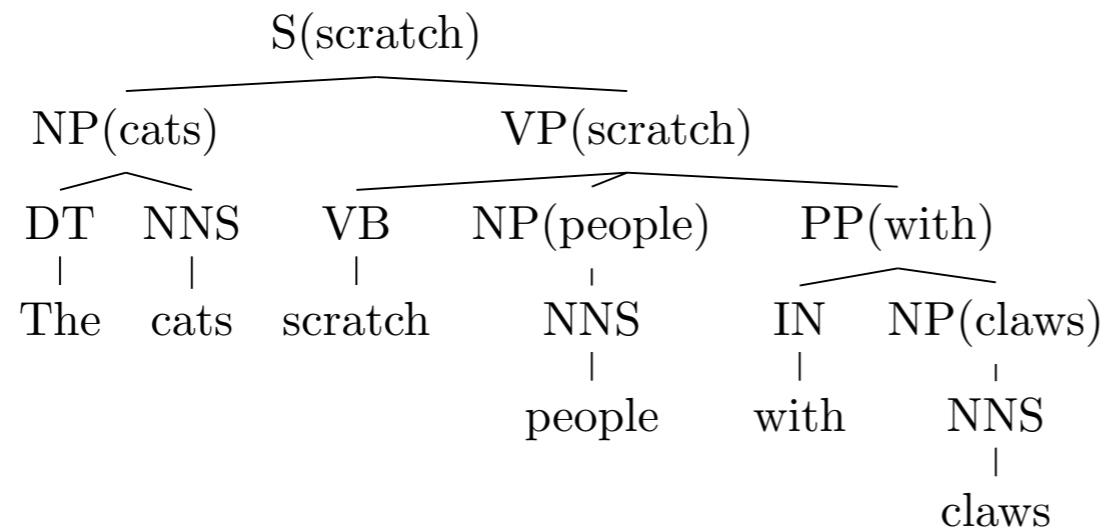 S(scratch)
NP(cats) VP(scratch)
DT NNS VB NP(people) PP(with)
The cats scratch NNS IN NP(claws)
people with NNS
claws